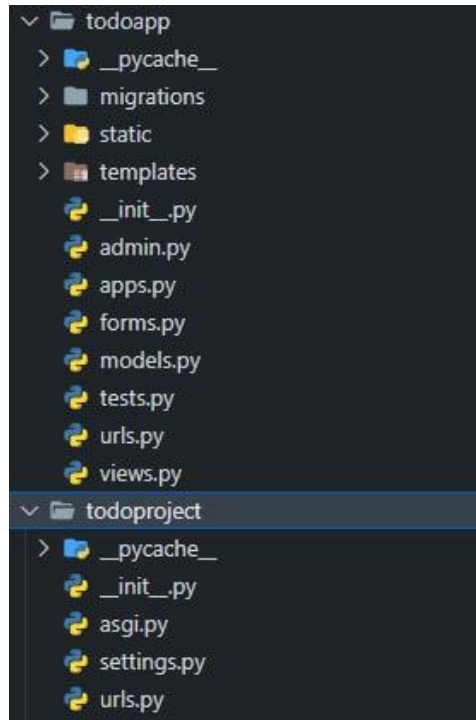 todoapp
__pycache__
migrations
static
templates
__init__.py
admin.py
apps.py
forms.py
models.py
tests.py
urls.py
views.py
todoproject
__pycache__
__init__.py
asgi.py
settings.py
urls.py